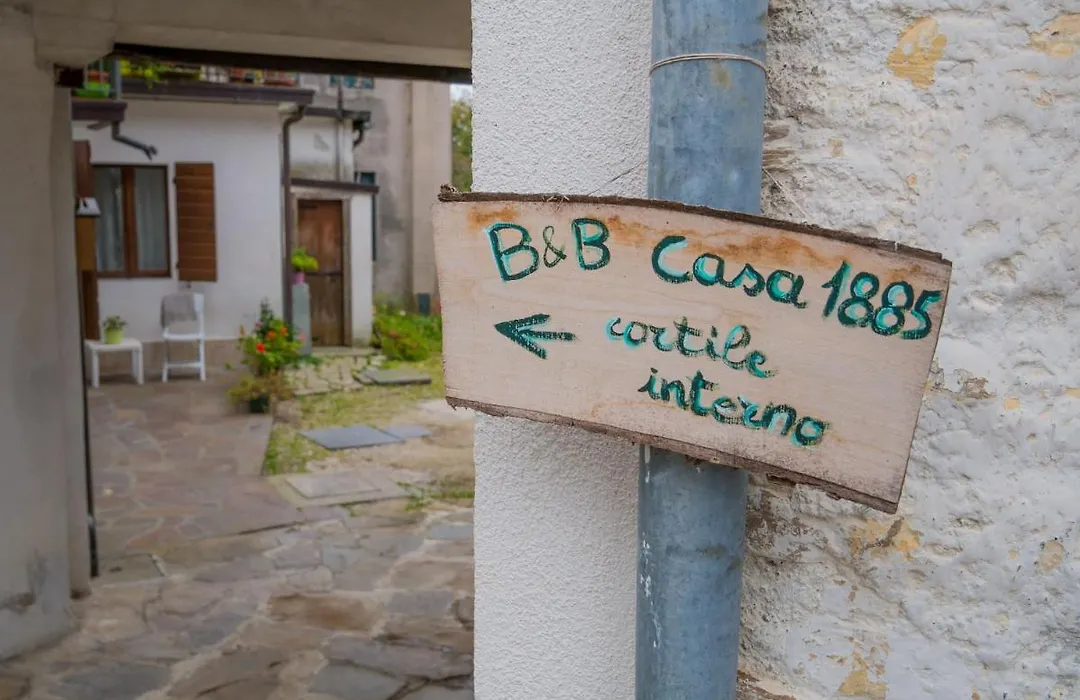 B&B Casa 1885
← cortile
interno